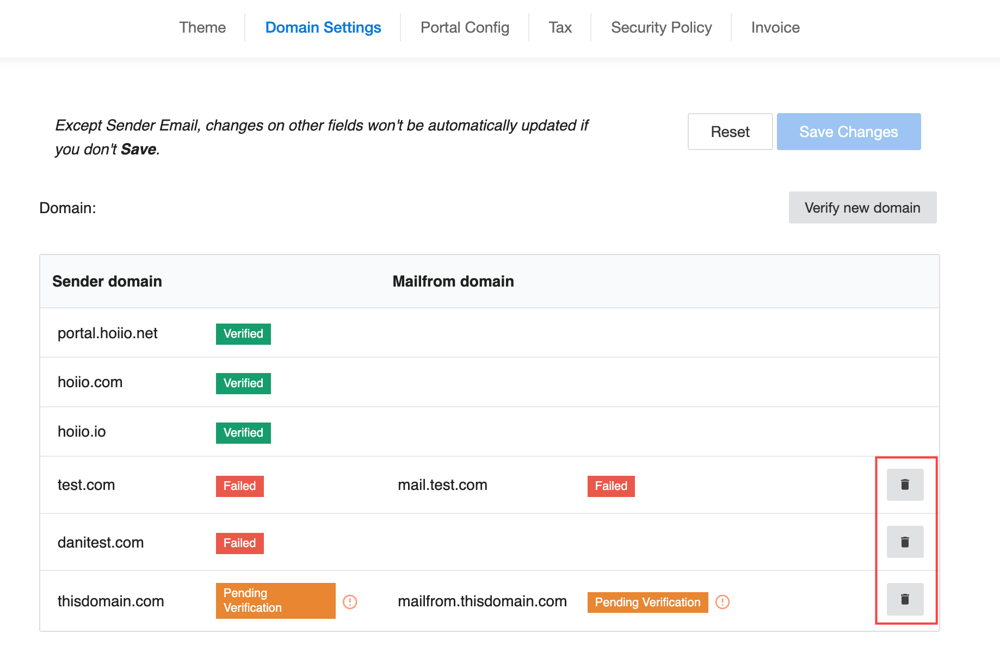 Theme Domain Settings Portal Config Tax Security Policy Invoice
Except Sender Email, changes on other fields won't be automatically updated if
you don't Save.
Reset Save Changes
Domain: Verify new domain
Sender domain Mailfrom domain
portal.hoiio.net Verified
hoiio.com Verified
hoiio.io Verified
test.com Failed mail.test.com Failed
danitest.com Failed
thisdomain.com Pending Verification mailfrom.thisdomain.com Pending Verification